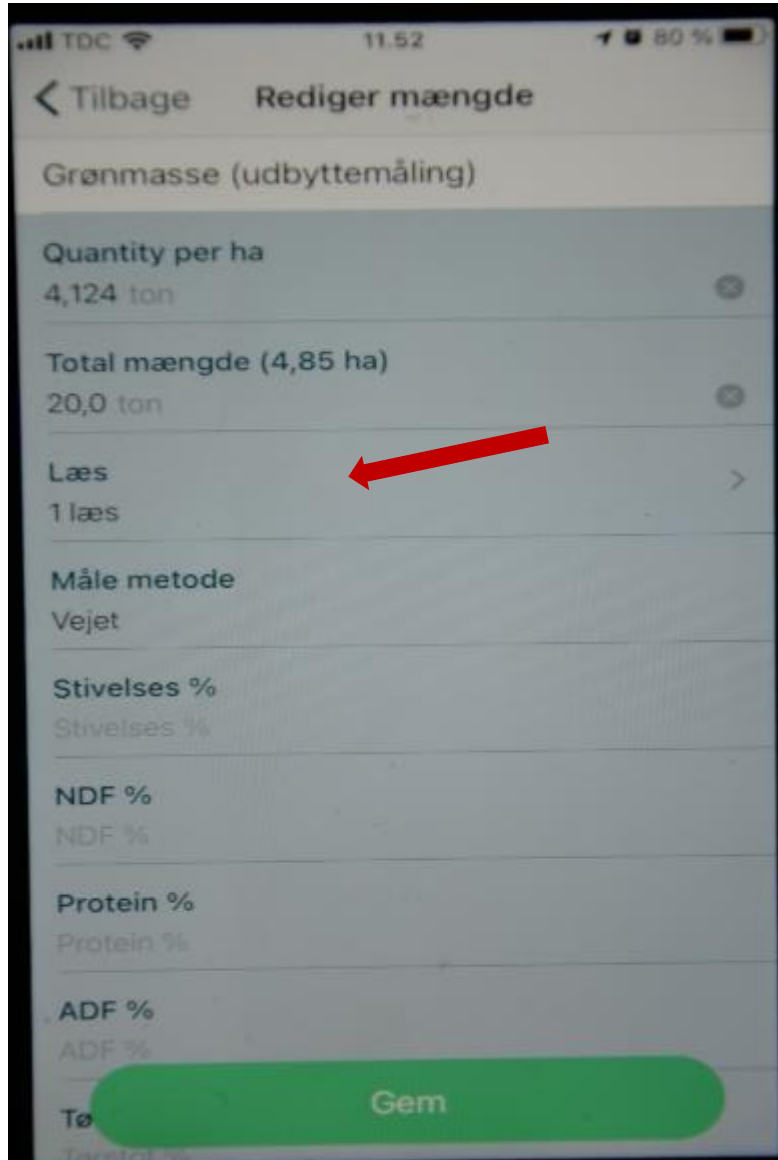 TDC 11.52 80 %
Tilbage Rediger mængde
Grønmasse (udbyttemåling)
Quantity per ha
4,124 ton
Total mængde (4,85 ha)
20,0 ton
Læs
1 læs
Måle metode
Vejet
Stivelses %
Stivelses %
NDF %
NDF %
Protein %
Protein %
ADF %
ADF %
Gem
Tø
Tørstof %